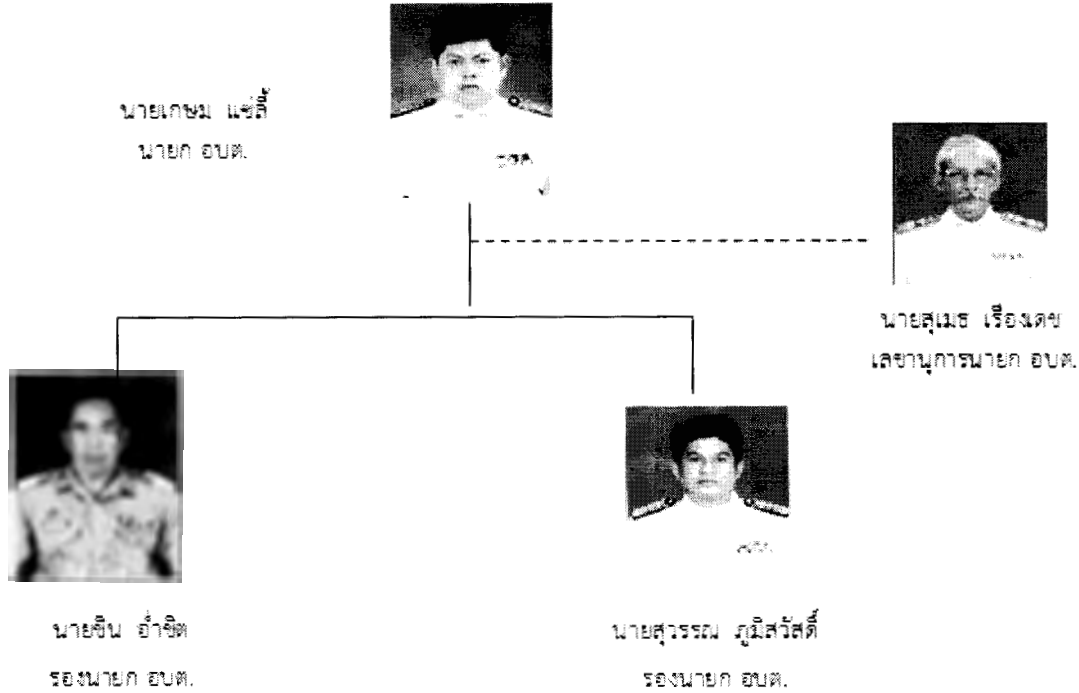 นายเกษม แซ่ลี้
นายก อบต.
นายสุเมธ เรืองเดช
เลขานุการนายก อบต.
นายชิน อ่ำชิต
รองนายก อบต.
นายสุวรรณ ภูมิสวัสดิ์
รองนายก อบต.